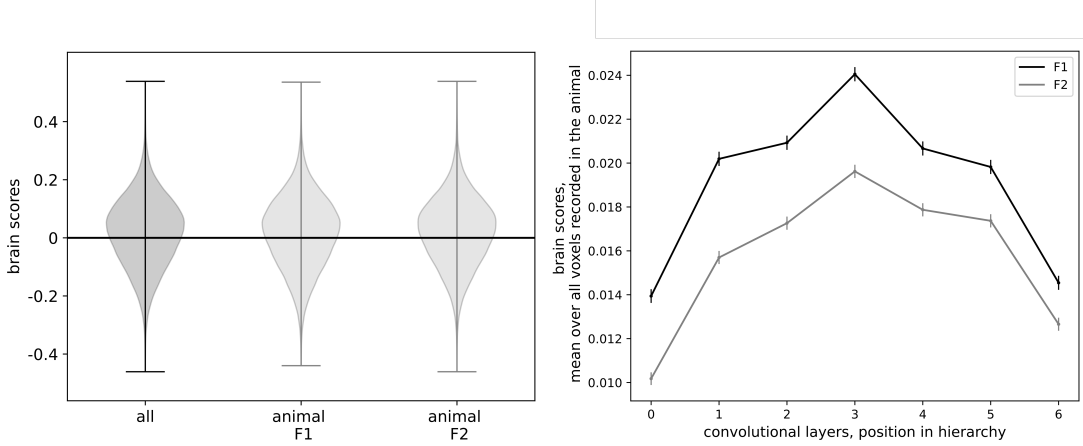 brain scores
0.4
0.2
0
-0.2
-0.4
all
animal
F1
animal
F2
brain scores,
mean over all voxels recorded in the animal
0.024
0.022
0.020
0.018
0.016
0.014
0.012
0.010
F1
F2
0 1 2 3 4 5 6
convolutional layers, position in hierarchy